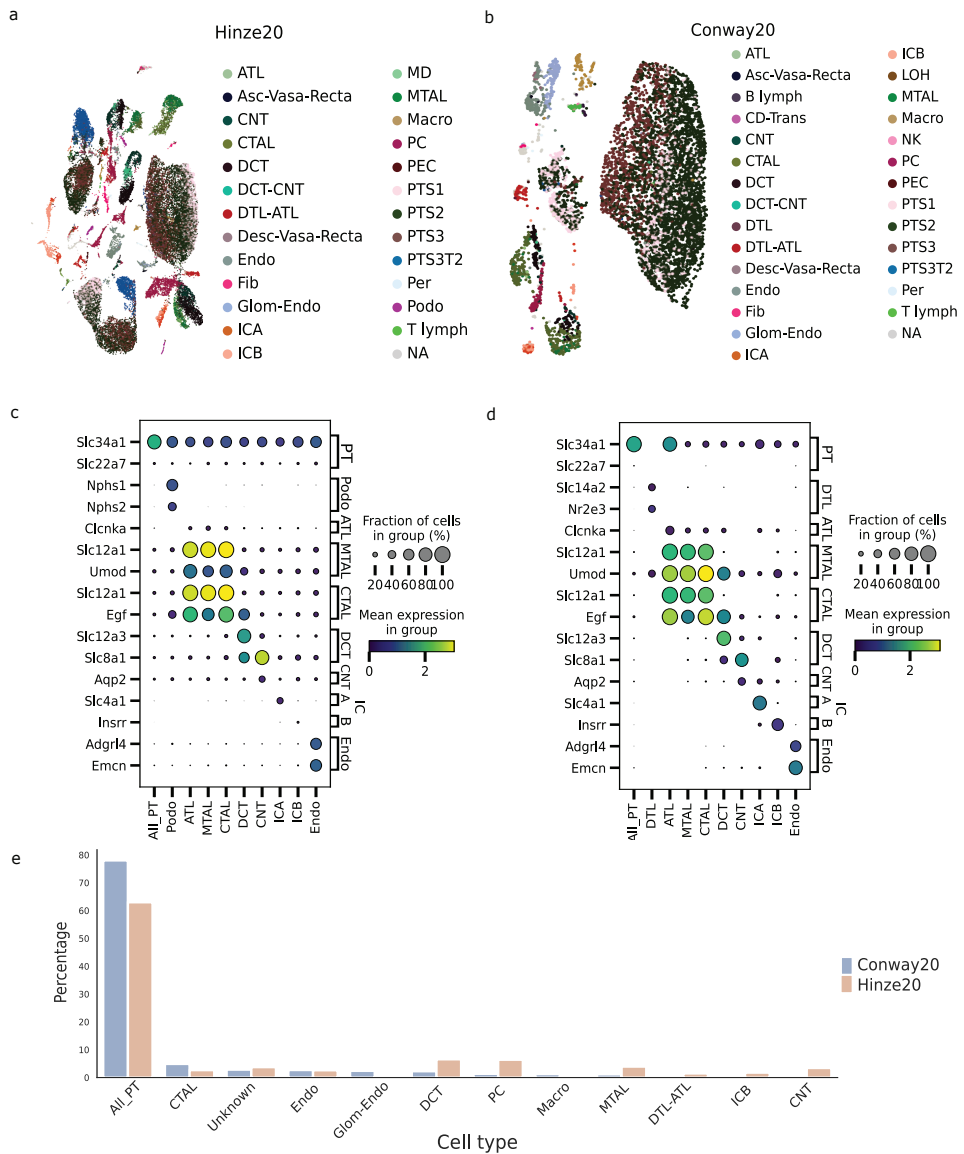 a
Hinze20
ATL
Asc-Vasa-Recta
CNT
CTAL
DCT
DCT-CNT
DTL-ATL
Desc-Vasa-Recta
Endo
Fib
Glom-Endo
ICA
ICB
MD
MTAL
Macro
PC
PEC
PTS1
PTS2
PTS3
PTS3T2
Per
Podo
T lymph
NA
b
Conway20
ATL
Asc-Vasa-Recta
B lymph
CD-Trans
CNT
CTAL
DCT
DCT-CNT
DTL
DTL-ATL
Desc-Vasa-Recta
Endo
Fib
Glom-Endo
ICA
ICB
LOH
MTAL
Macro
NK
PC
PEC
PTS1
PTS2
PTS3
PTS3T2
Per
T lymph
NA
c
Slc34a1
Slc22a7
Nphs1
Nphs2
Clcnka
Slc12a1
Umod
Slc12a1
Egf
Slc12a3
Slc8a1
Aqp2
Slc4a1
Insrr
Adgrl4
Emcn
PT
Podo
ATL
MTAL
CTAL
DCT
CNT
A
B
IC
Endo
All_PT
Podo
ATL
MTAL
CTAL
DCT
CNT
ICA
ICB
Endo
Fraction of cells
in group (%)
20 40 60 80 100
Mean expression
in group
0 2
d
Slc34a1
Slc22a7
Slc14a2
Nr2e3
Clcnka
Slc12a1
Umod
Slc12a1
Egf
Slc12a3
Slc8a1
Aqp2
Slc4a1
Insrr
Adgrl4
Emcn
PT
DTL
ATL
MTAL
CTAL
DCT
CNT
A
B
IC
Endo
All_PT
DTL
ATL
MTAL
CTAL
DCT
CNT
ICA
ICB
Endo
Fraction of cells
in group (%)
20 40 60 80 100
Mean expression
in group
0 2
e
Percentage
80
70
60
50
40
30
20
10
0
All_PT
CTAL
Unknown
Endo
Glom-Endo
DCT
PC
Macro
MTAL
DTL-ATL
ICB
CNT
Cell type
Conway20
Hinze20